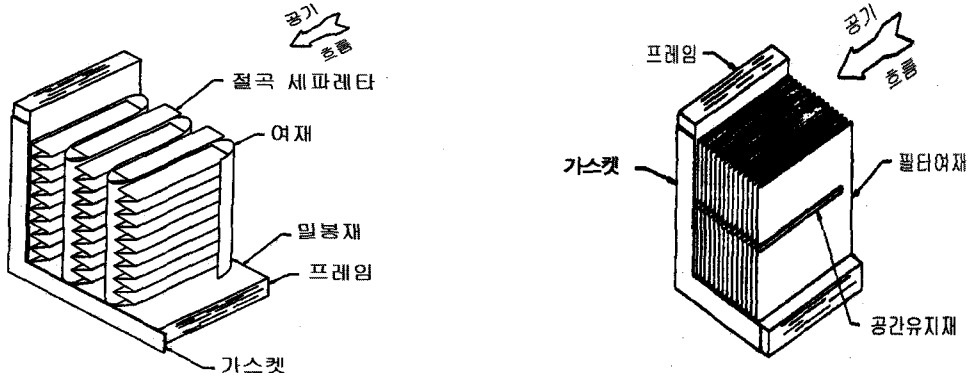 공기
흐름
절곡 세파레타
여재
밀봉재
프레임
가스켓
공기
흐름
프레임
가스켓
필터여재
공간유지재